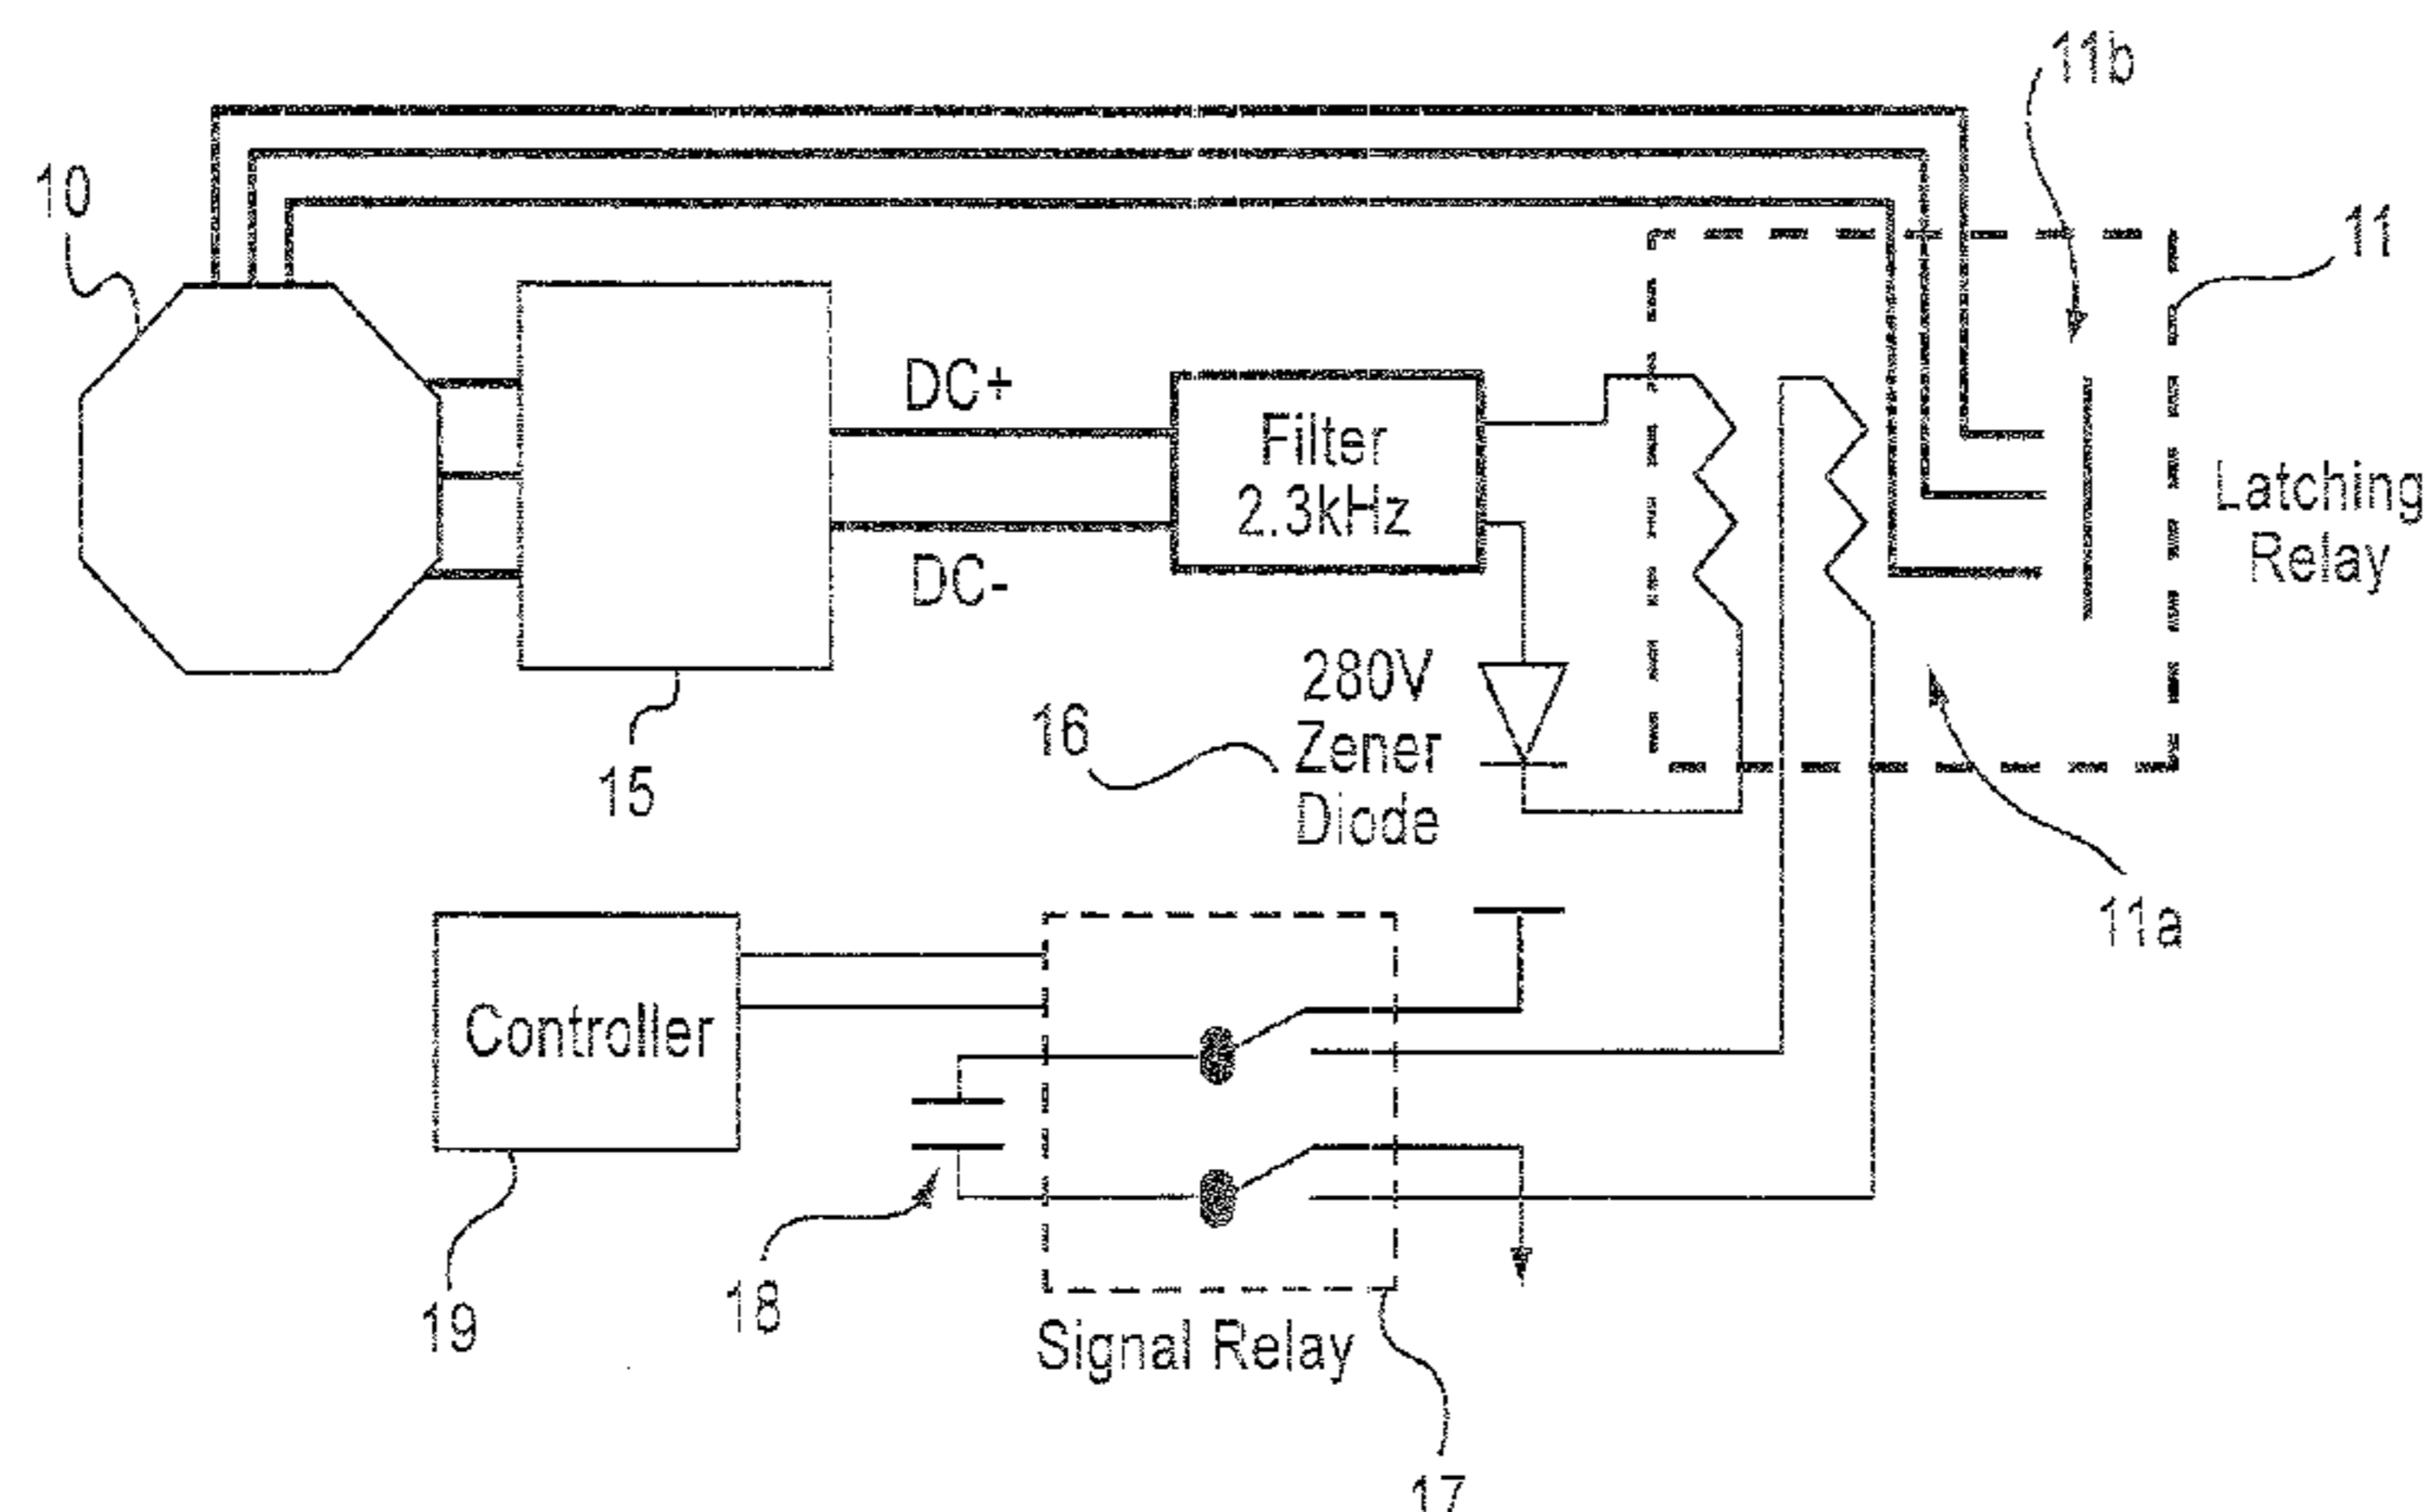 11b
10
11
DC+
Filter
2.3kHz
Latching
Relay
DC-
280V
Zener
Diode
16
15
11a
Controller
18
19
Signal Relay
17